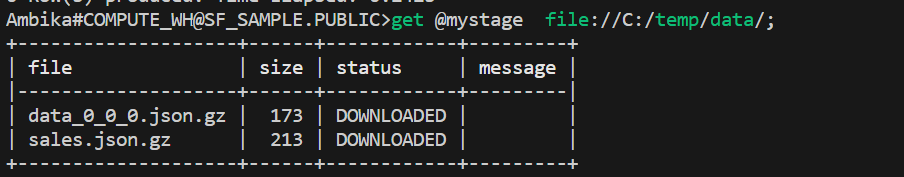 Ambika#COMPUTE_WH@SF_SAMPLE.PUBLIC>get @mystage  file://C:/temp/data/;
+-------------------+------+------------+---------+
| file              | size | status     | message |
|-------------------+------+------------+---------|
| data_0_0_0.json.gz |  173 | DOWNLOADED |         |
| sales.json.gz     |  213 | DOWNLOADED |         |
+-------------------+------+------------+---------+